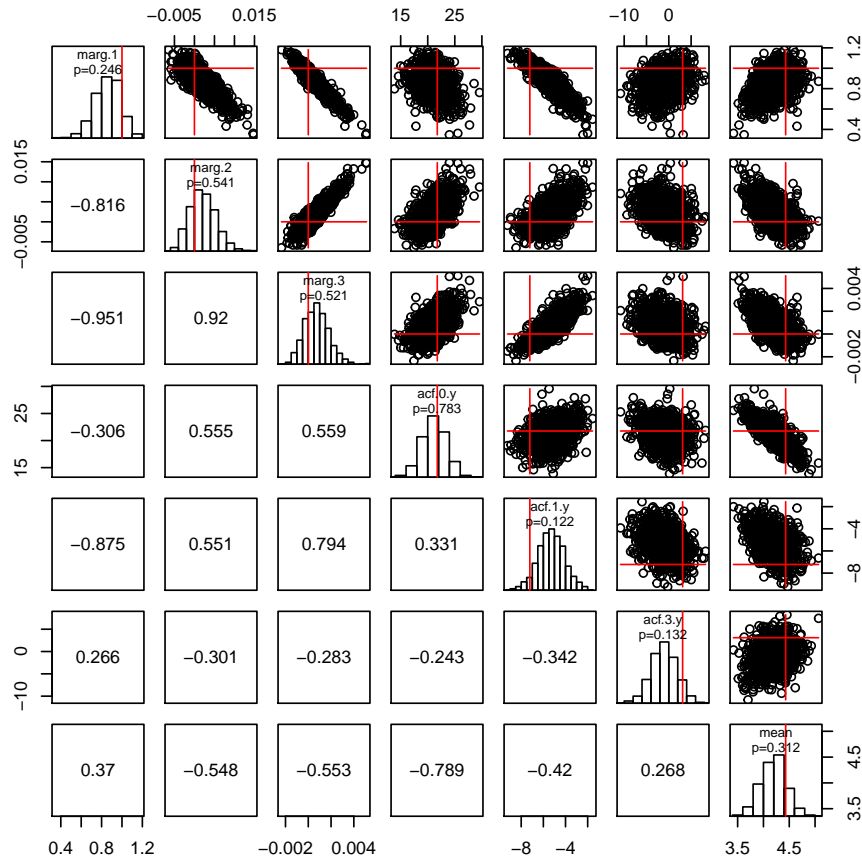 −0.005 0.015 15 25 −10 0
marg.1
p=0.246
0.4 0.8 1.2
−0.005 0.015
−0.816
marg.2
p=0.541
−0.951 0.92
marg.3
p=0.521
−0.002 0.004
15 25
−0.306 0.555 0.559
acf.0.y
p=0.783
−0.875 0.551 0.794 0.331
acf.1.y
p=0.122
−8 −4
−10 0
0.266 −0.301 −0.283 −0.243 −0.342
acf.3.y
p=0.132
0.37 −0.548 −0.553 −0.789 −0.42 0.268
mean
p=0.312
3.5 4.5
0.4 0.8 1.2 −0.002 0.004 −8 −4 3.5 4.5